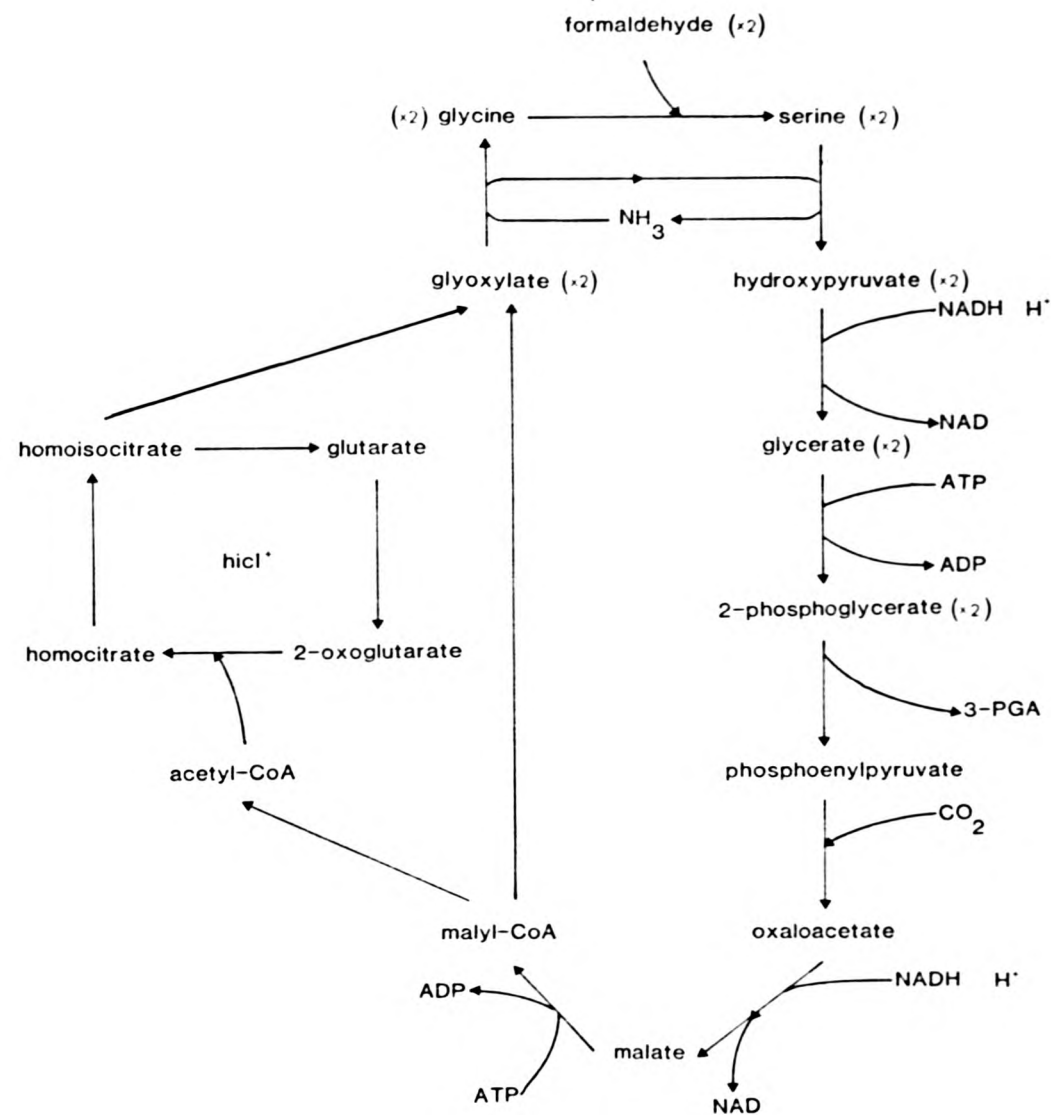 formaldehyde (×2)
(×2) glycine
serine (×2)
NH3
glyoxylate (×2)
hydroxypyruvate (×2)
NADH H⁺
NAD
homoisocitrate
glutarate
glycerate (×2)
ATP
hicl⁺
ADP
2-phosphoglycerate (×2)
homocitrate
2-oxoglutarate
3-PGA
acetyl-CoA
phosphoenylpyruvate
CO2
malyl-CoA
oxaloacetate
ADP
NADH H⁺
malate
ATP
NAD